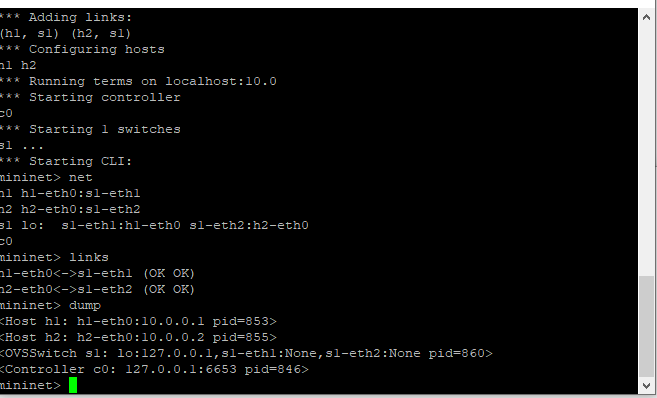 *** Adding links:
(h1, s1) (h2, s1)
*** Configuring hosts
h1 h2
*** Running terms on localhost:10.0
*** Starting controller
c0
*** Starting 1 switches
s1 ...
*** Starting CLI:
mininet> net
h1 h1-eth0:s1-eth1
h2 h2-eth0:s1-eth2
s1 lo:  s1-eth1:h1-eth0 s1-eth2:h2-eth0
c0
mininet> links
h1-eth0<->s1-eth1 (OK OK)
h2-eth0<->s1-eth2 (OK OK)
mininet> dump
<Host h1: h1-eth0:10.0.0.1 pid=853>
<Host h2: h2-eth0:10.0.0.2 pid=855>
<OVSSwitch s1: lo:127.0.0.1,s1-eth1:None,s1-eth2:None pid=860>
<Controller c0: 127.0.0.1:6653 pid=846>
mininet>